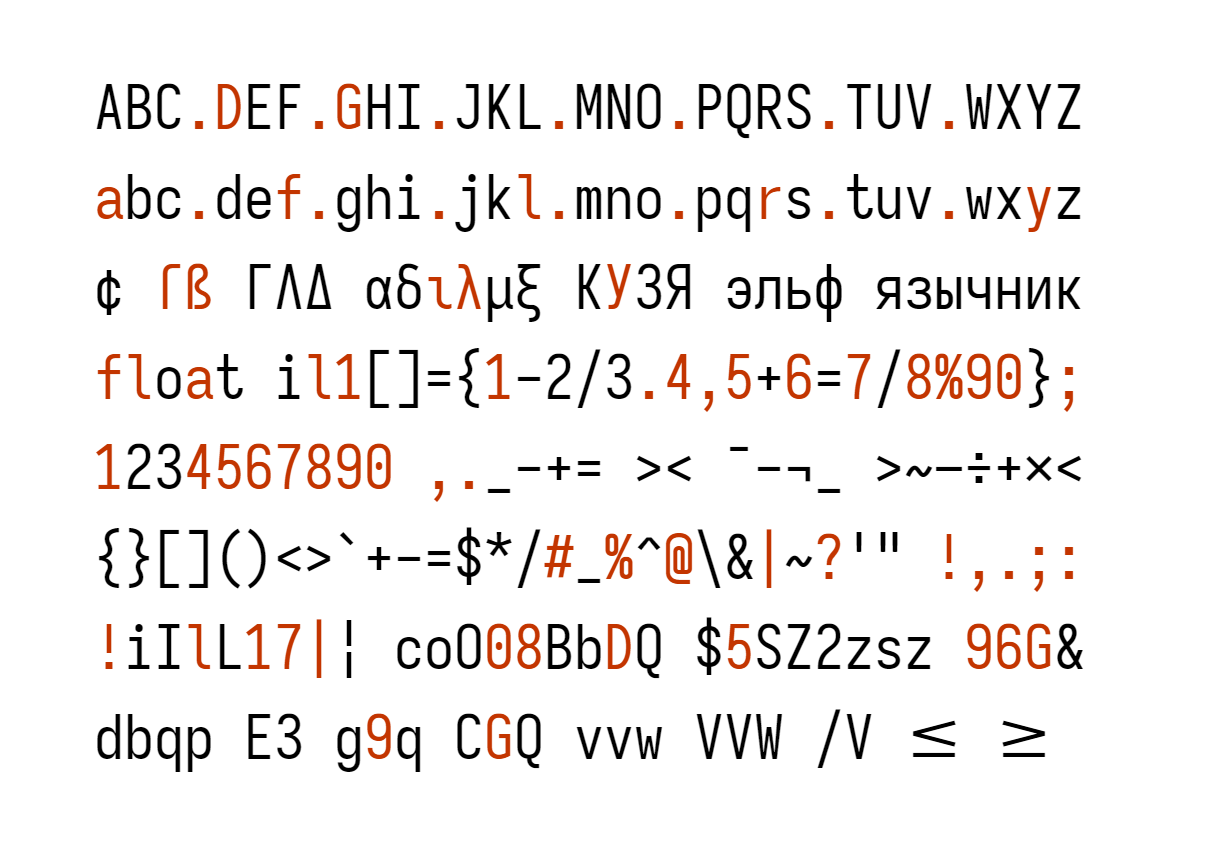 ABC.DEF.GHI.JKL.MNO.PQRS.TUV.WXYZ
abc.def.ghi.jkl.mno.pqrs.tuv.wxyz
¢ ſß ΓΛΔ αδιλμξ КУЗЯ эльф язычник
float il1[]={1-2/3.4,5+6=7/8%90};
1234567890 ,._-+= >< ¯-¬_ >~–÷+×<
{}[]()<>`+-=$*/#_%^@\&|~?'" !,.;:
!iIlL17|¦ coO08BbDQ $5SZ2zsz 96G&
dbqp E3 g9q CGQ vvw VVW /V ≤ ≥